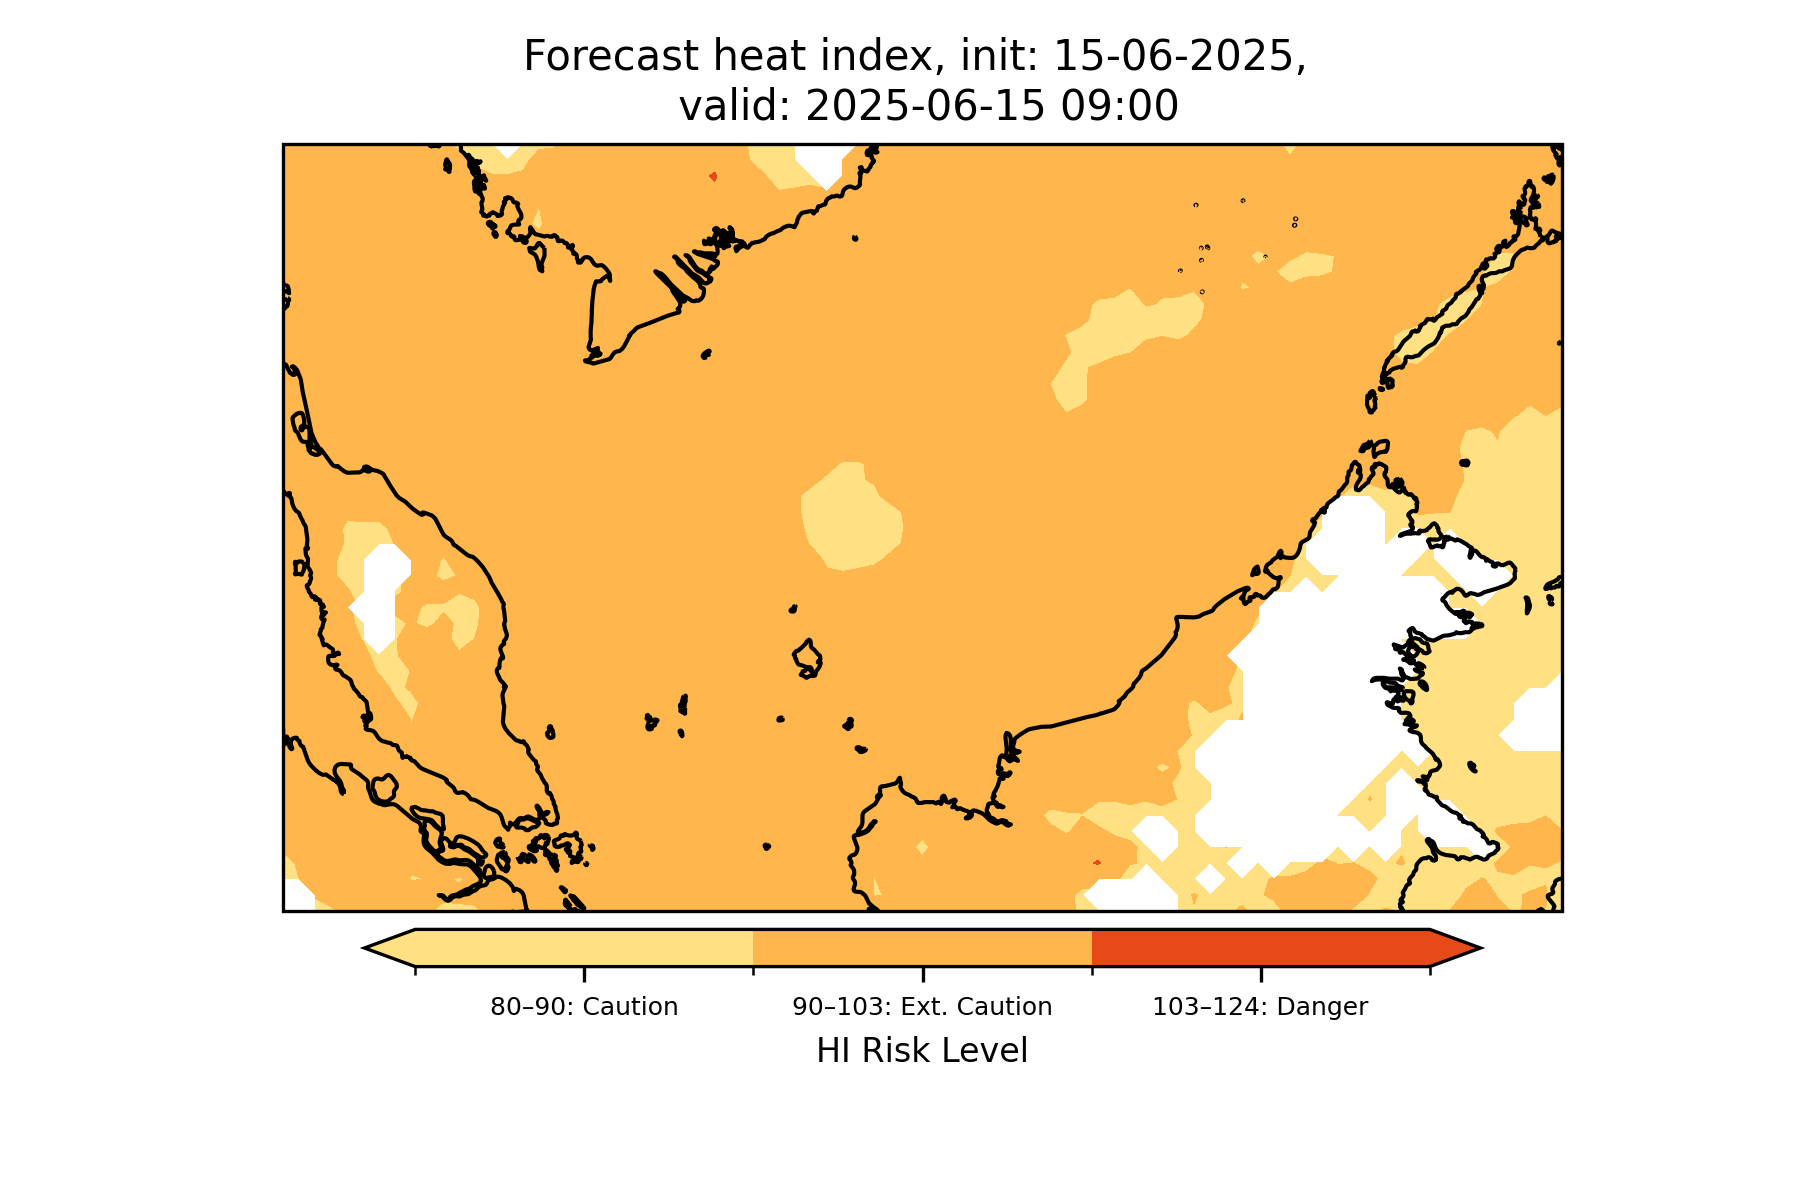 Forecast heat index, init: 15-06-2025,
valid: 2025-06-15 09:00
80–90: Caution
90–103: Ext. Caution
103–124: Danger
HI Risk Level